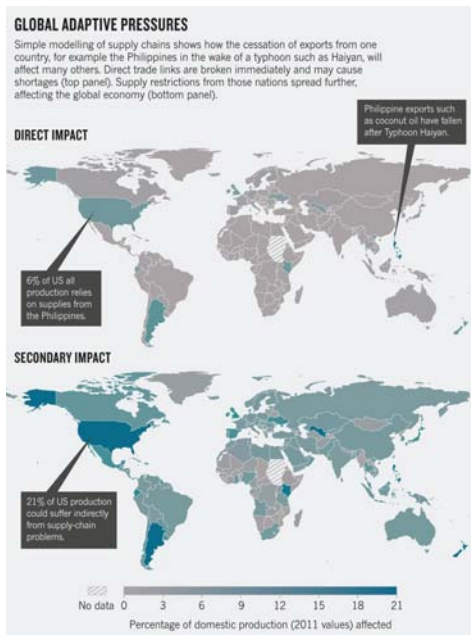 GLOBAL ADAPTIVE PRESSURES
Simple modelling of supply chains shows how the cessation of exports from one
country, for example the Philippines in the wake of a typhoon such as Haiyan, will
affect many others. Direct trade links are broken immediately and may cause
shortages (top panel). Supply restrictions from those nations spread further,
affecting the global economy (bottom panel).
Philippine exports such
as coconut oil have fallen
after Typhoon Haiyan.
DIRECT IMPACT
6% of US all
production relies
on supplies from
the Philippines.
SECONDARY IMPACT
21% of US production
could suffer indirectly
from supply-chain
problems.
No data 0 3 6 9 12 15 18 21
Percentage of domestic production (2011 values) affected